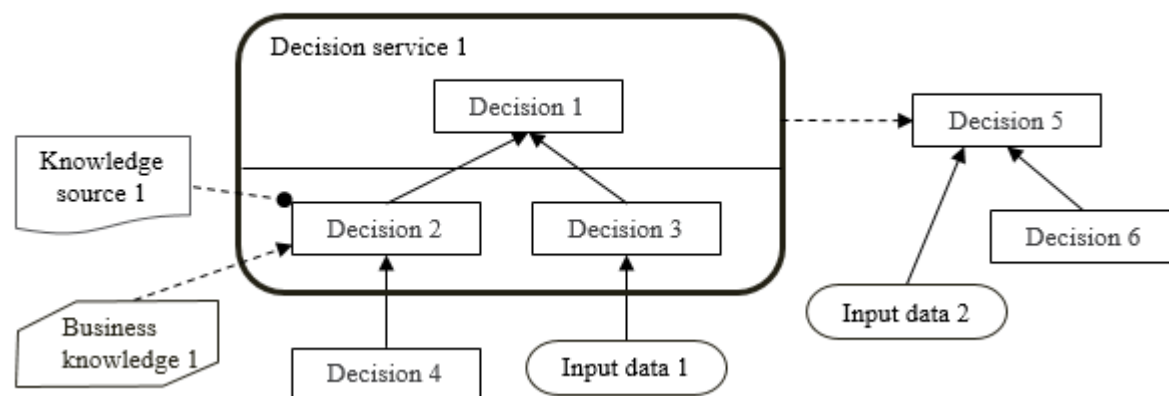 Decision service 1
Decision 1
Decision 5
Knowledge
source 1
Decision 2
Decision 3
Decision 6
Business
knowledge 1
Input data 2
Decision 4
Input data 1